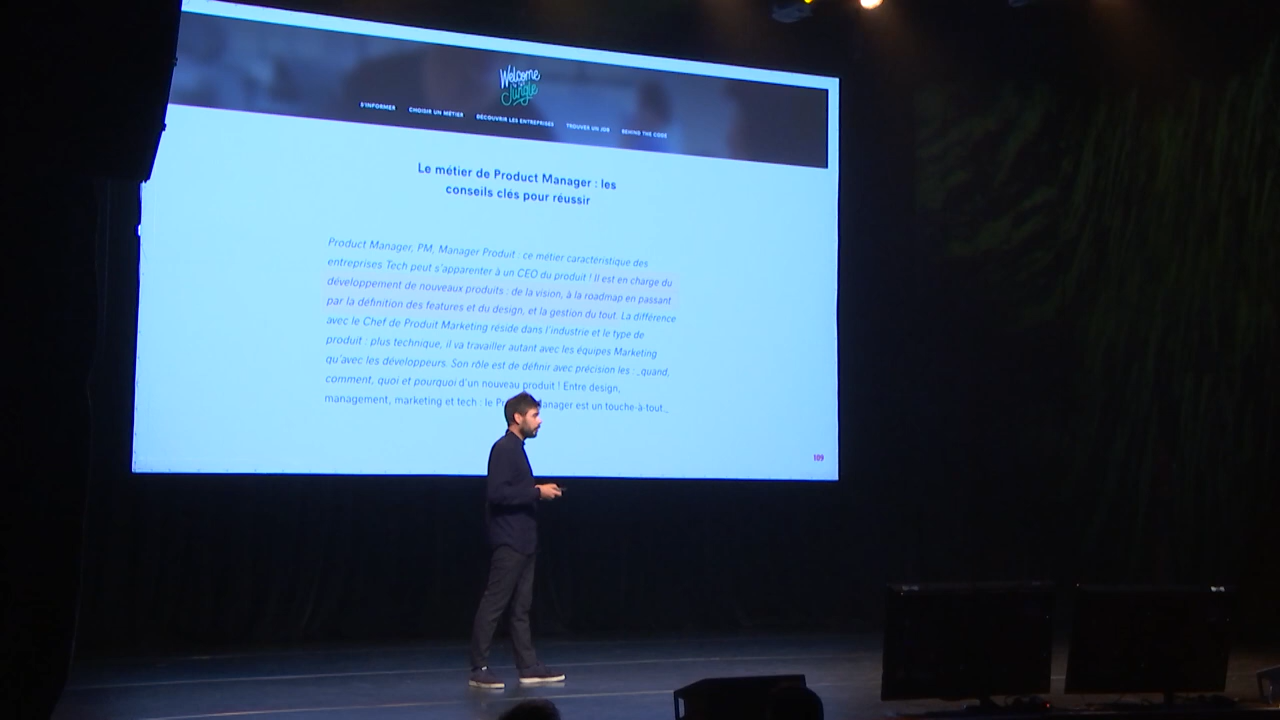 Welcome
to the
Jungle
S'INFORMER CHOISIR UN MÉTIER DÉCOUVRIR LES ENTREPRISES TROUVER UN JOB BEHIND THE CODE
Le métier de Product Manager : les
conseils clés pour réussir
Product Manager, PM, Manager Produit : ce métier caractéristique des
entreprises Tech peut s'apparenter à un CEO du produit ! Il est en charge du
développement de nouveaux produits : de la vision, à la roadmap en passant
par la définition des features et du design, et la gestion du tout. La différence
avec le Chef de Produit Marketing réside dans l'industrie et le type de
produit : plus technique, il va travailler autant avec les équipes Marketing
qu'avec les développeurs. Son rôle est de définir avec précision les : _quand,
comment, quoi et pourquoi d'un nouveau produit ! Entre design,
management, marketing et tech : le Pr anager est un touche-à-tout._
109